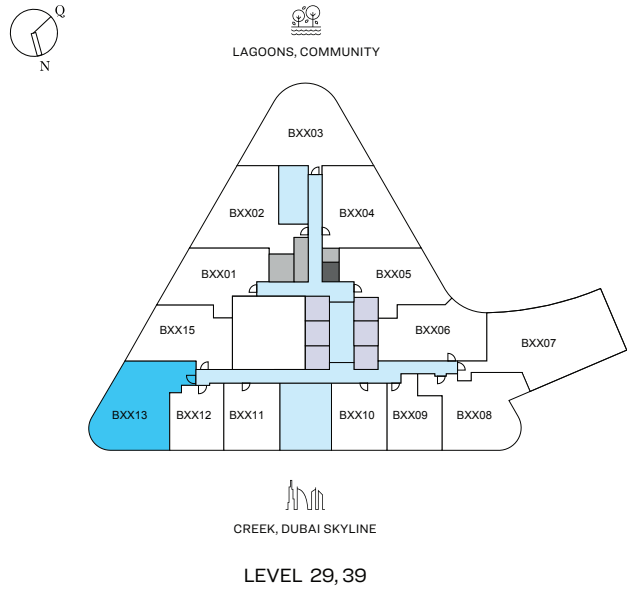 Q
N
LAGOONS, COMMUNITY
BXX03
BXX02
BXX04
BXX01
BXX05
BXX15
BXX06
BXX07
BXX13
BXX12
BXX11
BXX10
BXX09
BXX08
CREEK, DUBAI SKYLINE
LEVEL 29,39